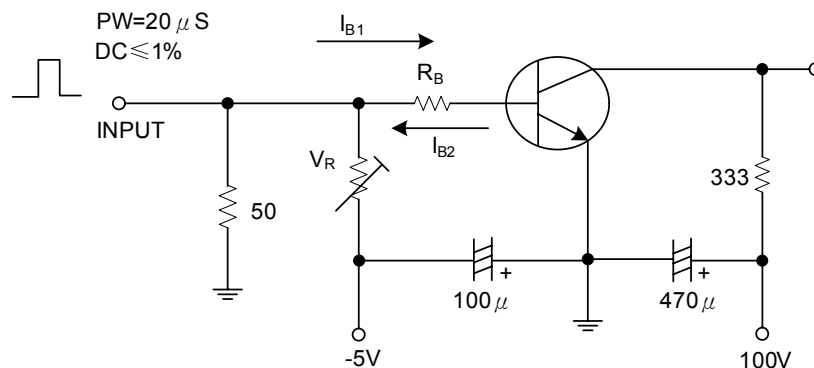 PW=20μS
DC≦1%
I_B1
R_B
INPUT
I_B2
V_R
50
333
+
100μ
+
470μ
-5V
100V